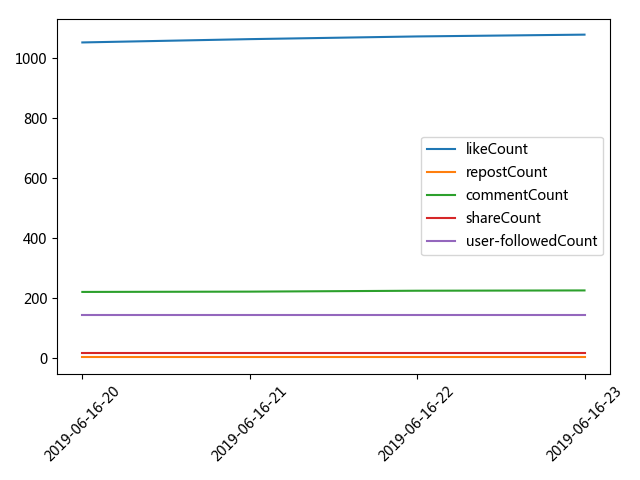 1000
800
600
400
200
0
likeCount
repostCount
commentCount
shareCount
user-followedCount
2019-06-16-20
2019-06-16-21
2019-06-16-22
2019-06-16-23